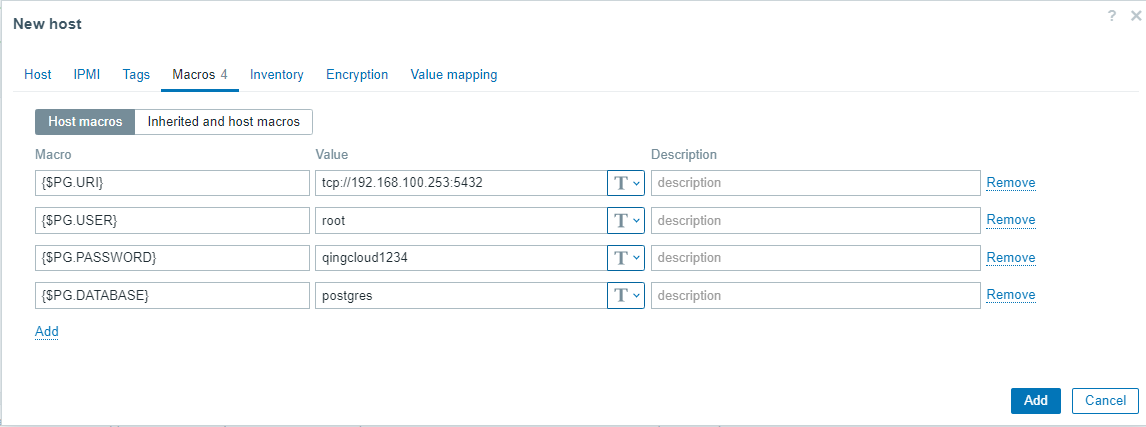 New host
? ×
Host IPMI Tags Macros 4 Inventory Encryption Value mapping
Host macros Inherited and host macros
Macro Value Description
{$PG.URI} tcp://192.168.100.253:5432 T description Remove
{$PG.USER} root T description Remove
{$PG.PASSWORD} qingcloud1234 T description Remove
{$PG.DATABASE} postgres T description Remove
Add
Add Cancel